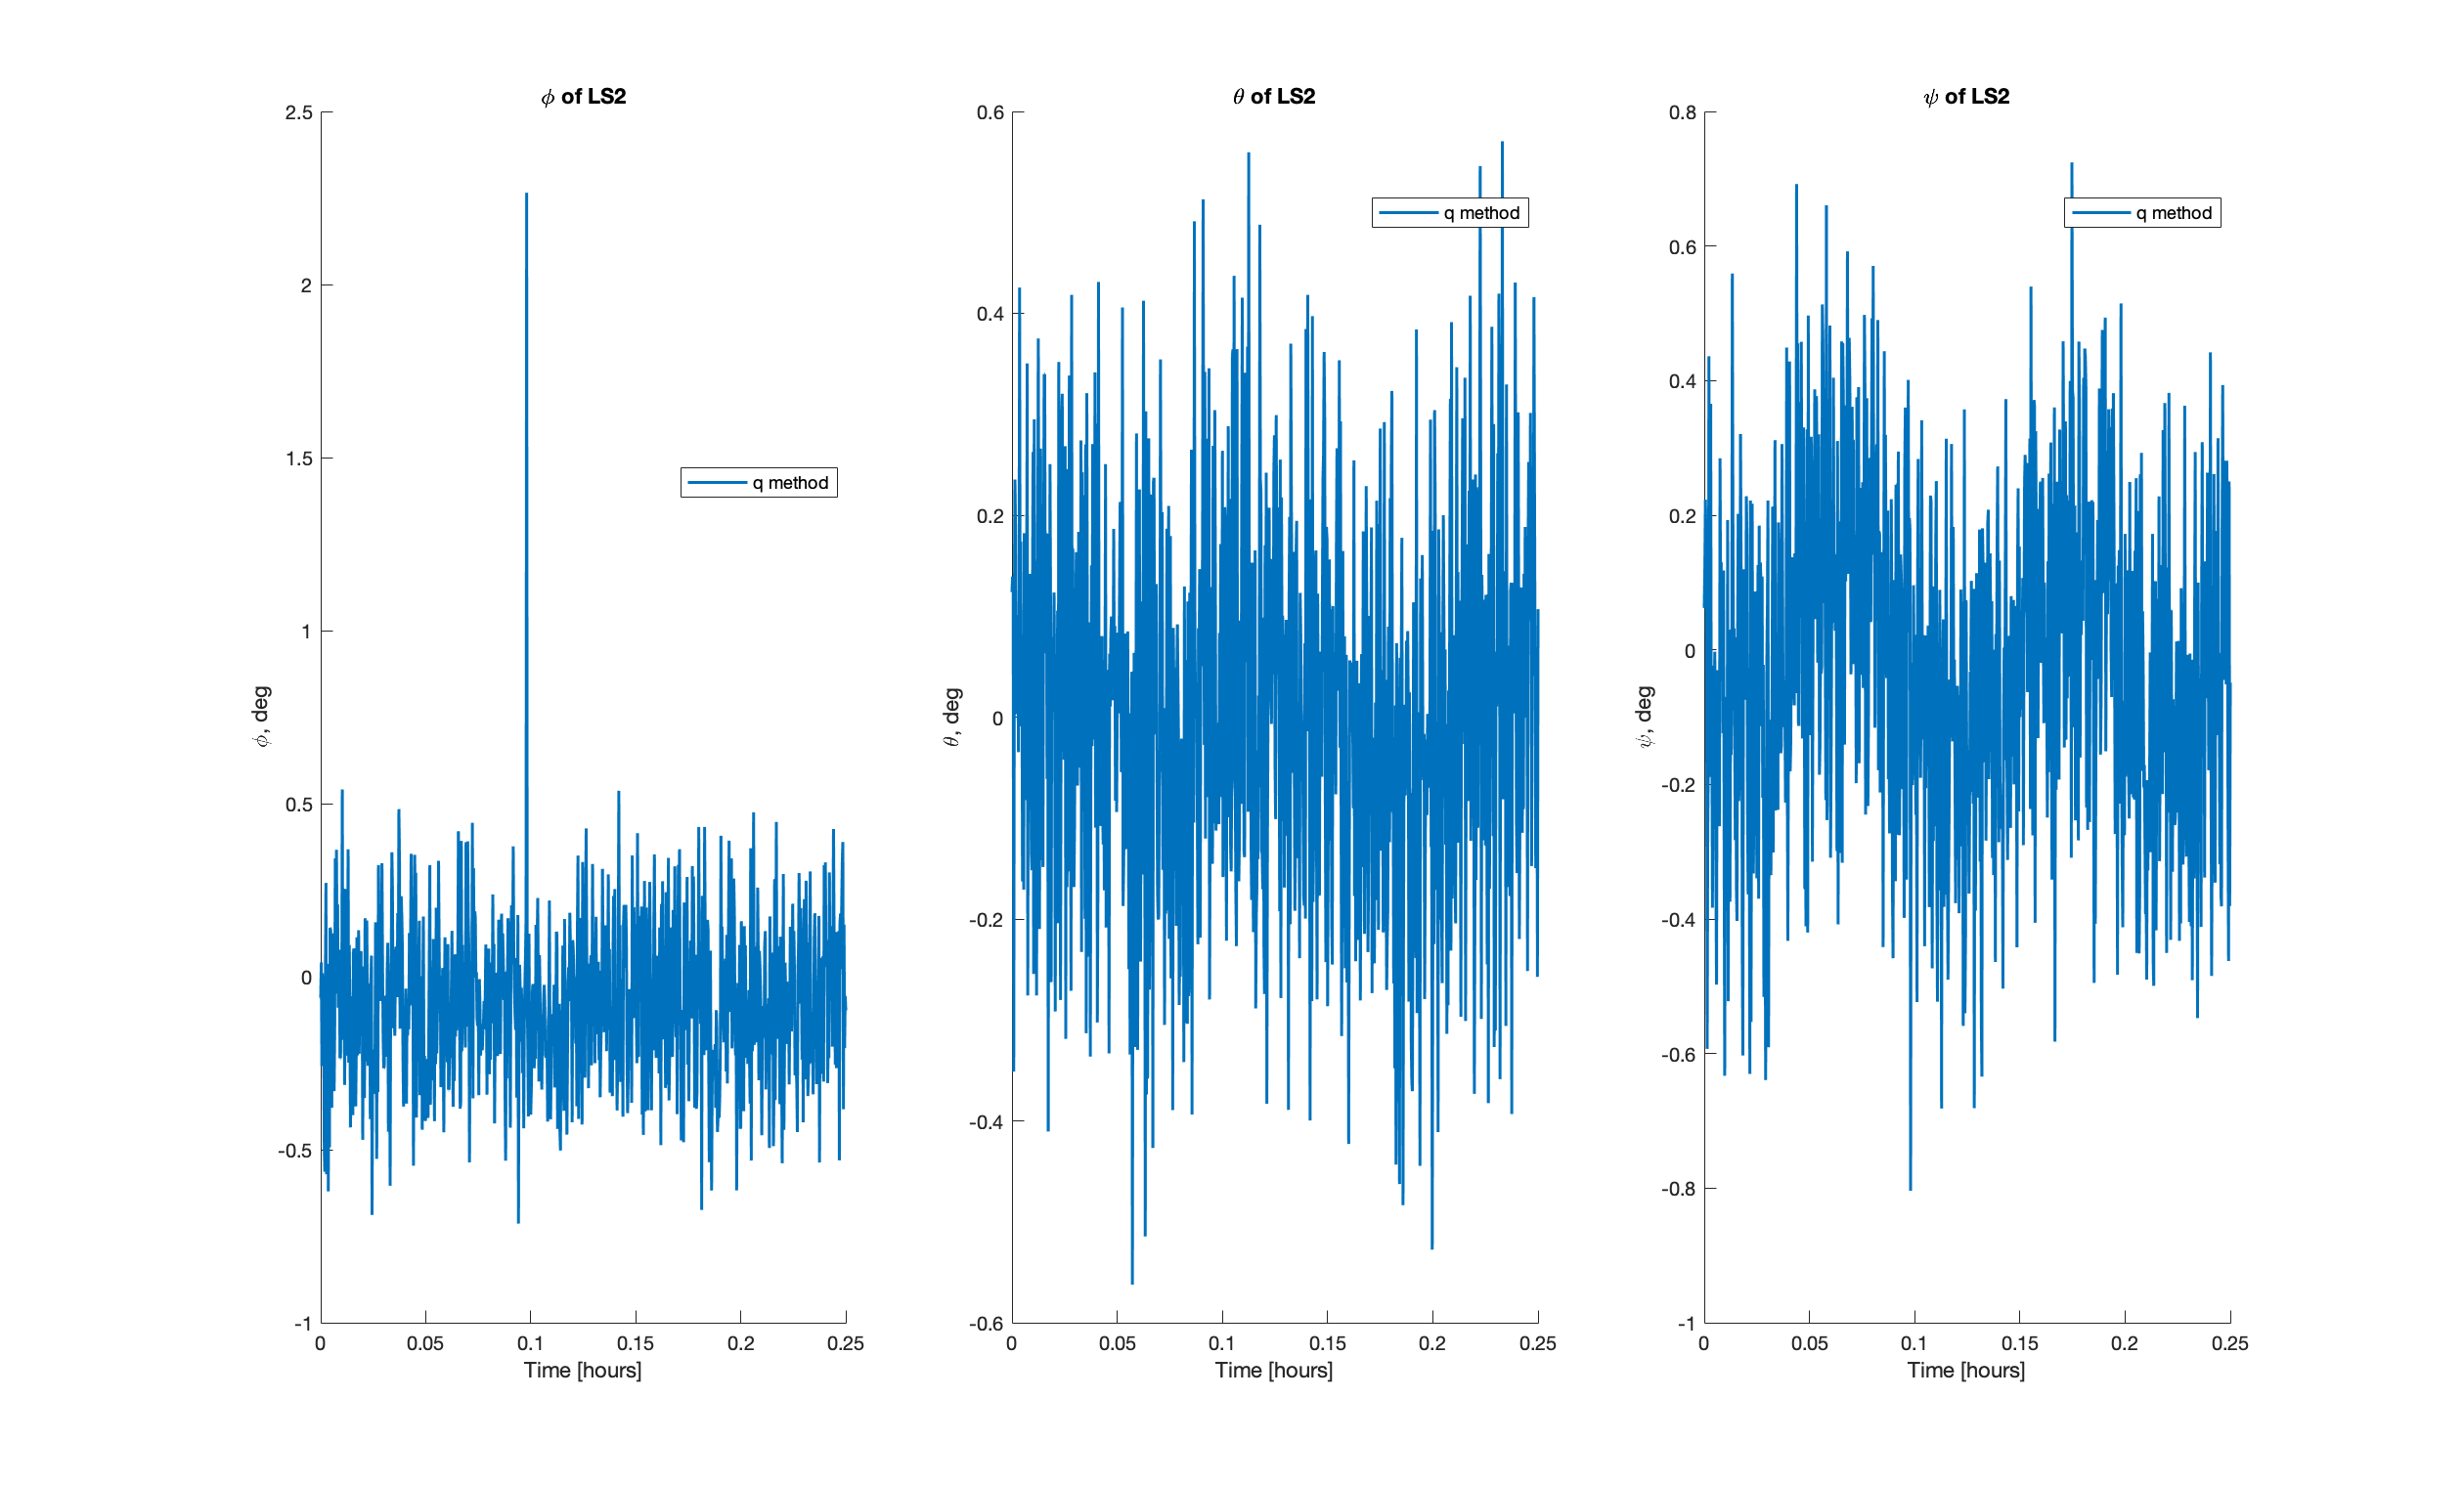 ϕ of LS2
2.5
2
1.5
1
0.5
0
-0.5
-1
ϕ, deg
q method
0 0.05 0.1 0.15 0.2 0.25
Time [hours]
θ of LS2
0.6
0.4
0.2
0
-0.2
-0.4
-0.6
θ, deg
q method
0 0.05 0.1 0.15 0.2 0.25
Time [hours]
ψ of LS2
0.8
0.6
0.4
0.2
0
-0.2
-0.4
-0.6
-0.8
-1
ψ, deg
q method
0 0.05 0.1 0.15 0.2 0.25
Time [hours]